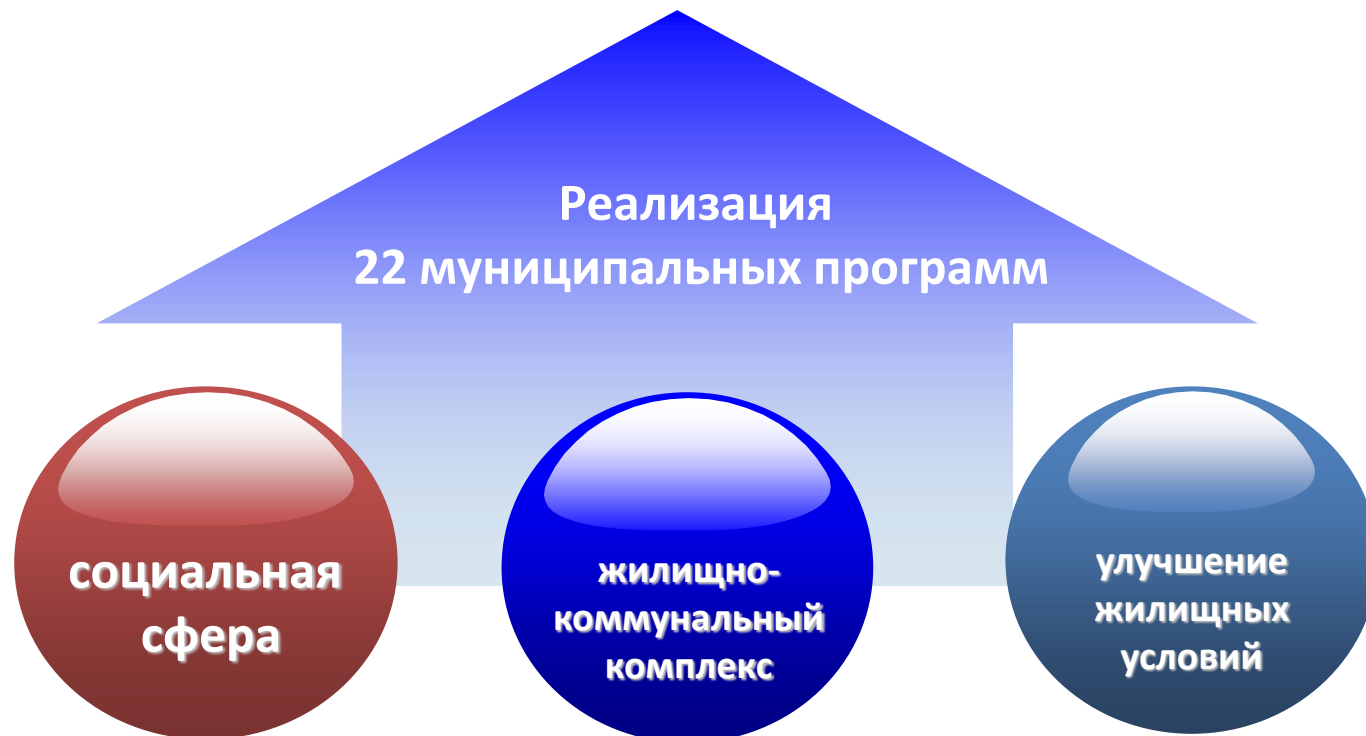 Реализация
22 муниципальных программ
социальная
сфера
жилищно-
коммунальный
комплекс
улучшение
жилищных
условий